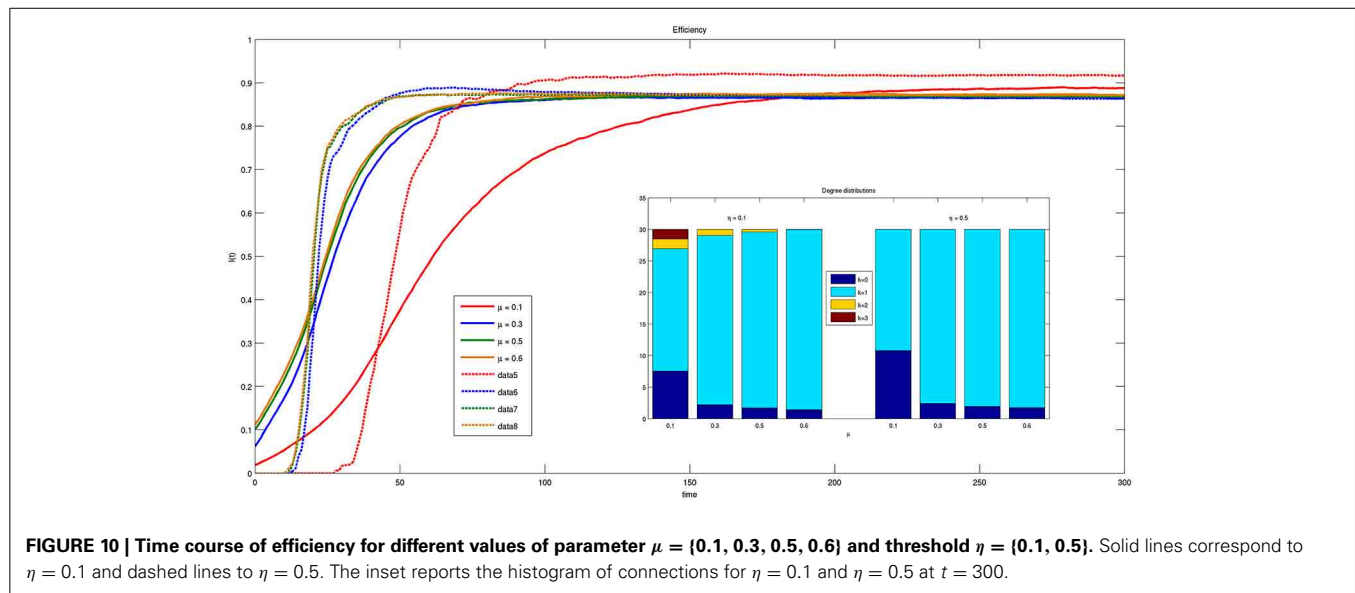 Efficiency
1
0.9
0.8
0.7
0.6
0.5
0.4
0.3
0.2
0.1
0
I(t)
0 50 100 150 200 250 300
time
μ = 0.1
μ = 0.3
μ = 0.5
μ = 0.6
data5
data6
data7
data8
Degree distributions
35
30
25
20
15
10
5
0
η = 0.1 η = 0.5
k=0
k=1
k=2
k=3
0.1 0.3 0.5 0.6 0.1 0.3 0.5 0.6
μ
FIGURE 10 | Time course of efficiency for different values of parameter μ = {0.1, 0.3, 0.5, 0.6} and threshold η = {0.1, 0.5}. Solid lines correspond to
η = 0.1 and dashed lines to η = 0.5. The inset reports the histogram of connections for η = 0.1 and η = 0.5 at t = 300.